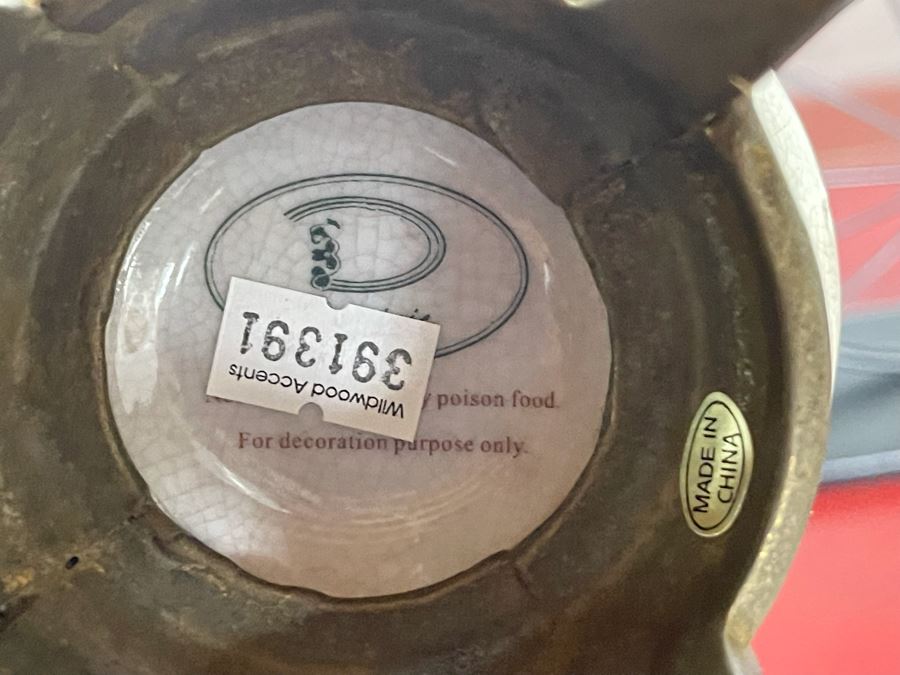 391391
Wildwood Accents
poison food
For decoration purpose only.
MADE IN
CHINA